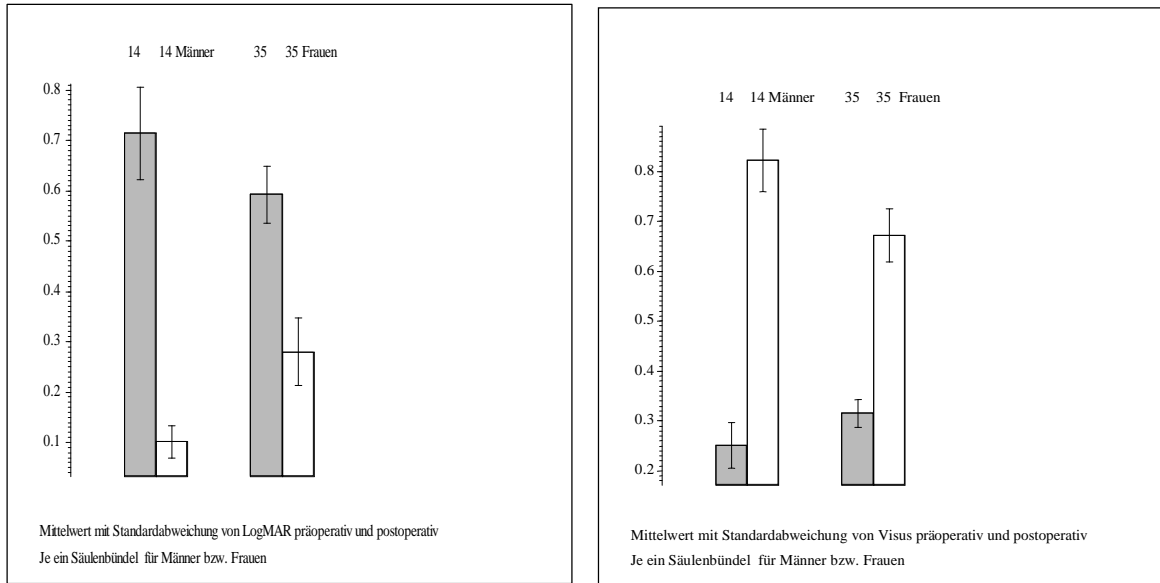 14 14 Männer 35 35 Frauen
0.8
0.7
0.6
0.5
0.4
0.3
0.2
0.1
Mittelwert mit Standardabweichung von LogMAR präoperativ und postoperativ
Je ein Säulenbündel für Männer bzw. Frauen
14 14 Männer 35 35 Frauen
0.8
0.7
0.6
0.5
0.4
0.3
0.2
Mittelwert mit Standardabweichung von Visus präoperativ und postoperativ
Je ein Säulenbündel für Männer bzw. Frauen